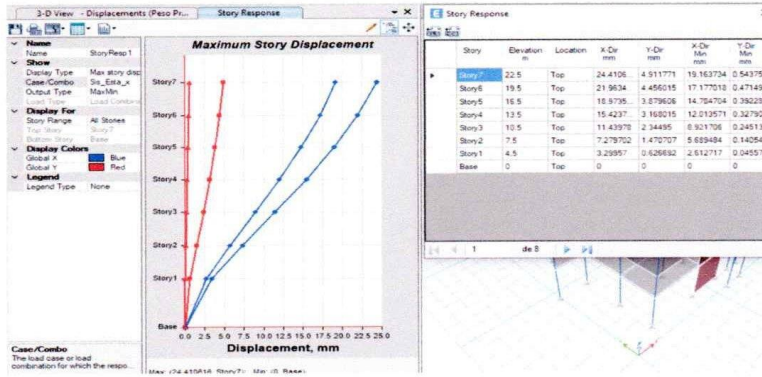 3-D View - Displacements (Peso Pr...
Story Response
Name
Name StoryResp1
Show
Display Type Max story disp
Case/Combo Sis_Esta_x
Output Type MaxMin
Load Type Load Combin
Display For
Story Range All Stories
Top Story Story7
Bottom Story Base
Display Colors
Global X Blue
Global Y Red
Legend
Legend Type None
Case/Combo
The load case or load
combination for which the respo...
Maximum Story Displacement
Story7
Story6
Story5
Story4
Story3
Story2
Story1
Base
0.0 2.5 5.0 7.5 10.0 12.5 15.0 17.5 20.0 22.5 25.0
Displacement, mm
Max: (24.410616, Story7); Min: (0, Base)
Story Response
Story Elevation Location X-Dir Y-Dir X-Dir Y-Dir
m mm mm Min Min
mm mm
Story7 22.5 Top 24.4106... 4.911771 19.163734 0.54375
Story6 19.5 Top 21.9634 4.456015 17.177018 0.47149
Story5 16.5 Top 18.9735... 3.879606 14.784704 0.39229
Story4 13.5 Top 15.4237... 3.168015 12.013571 0.32790
Story3 10.5 Top 11.43978 2.34495 8.921706 0.24513
Story2 7.5 Top 7.279702 1.470707 5.689484 0.14054
Story1 4.5 Top 3.29957 0.626692 2.612717 0.04557
Base 0 Top 0 0 0 0
1 de 8